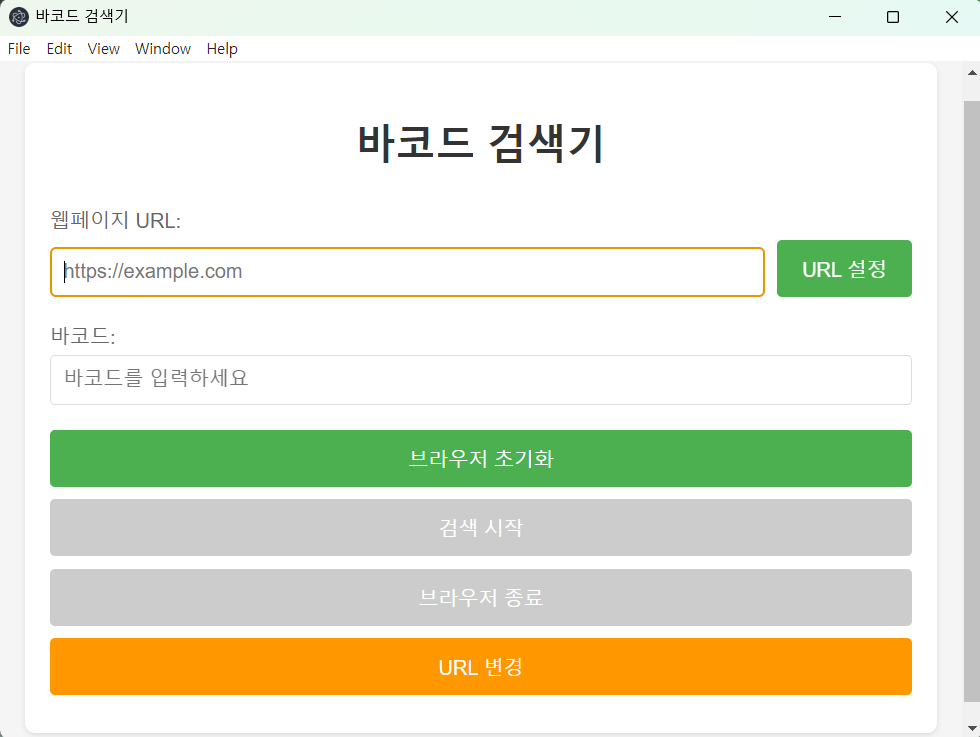 바코드 검색기
File Edit View Window Help
바코드 검색기
웹페이지 URL:
https://example.com
URL 설정
바코드:
바코드를 입력하세요
브라우저 초기화
검색 시작
브라우저 종료
URL 변경